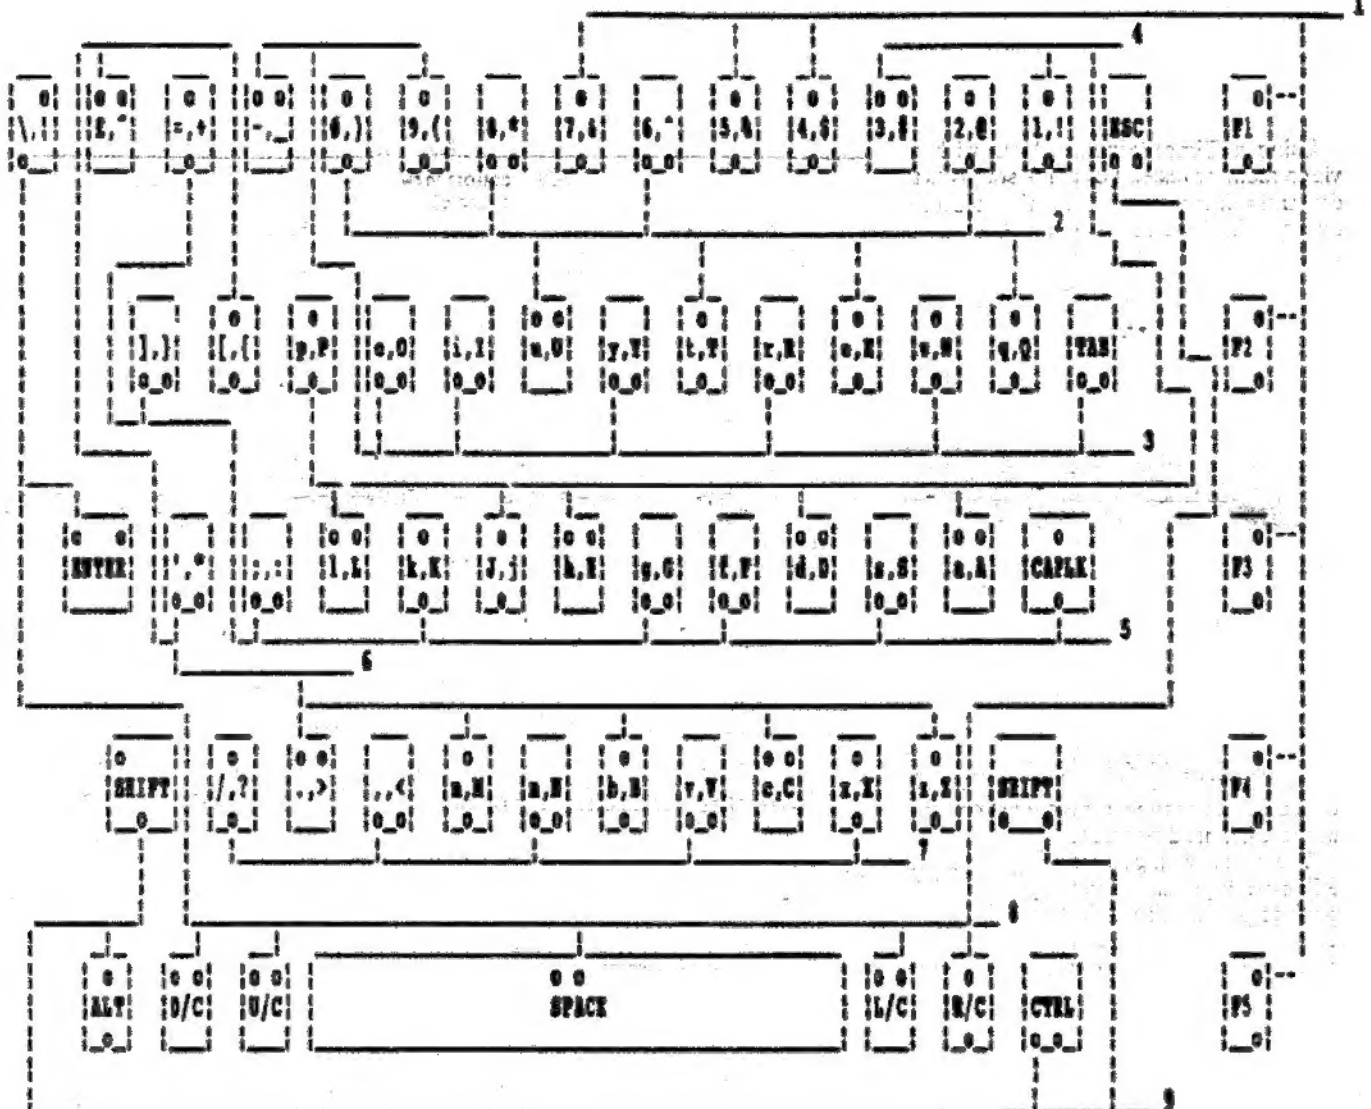 1
4
\,| £,^ =,+ -,_ 0,) 9,( 8,* 7,& 6,^ 5,% 4,$ 3,# 2,@ 1,! ESC F1
2
],} [,{ p,P o,O i,I u,U y,Y t,T r,R e,E w,W q,Q TAB F2
3
ENTER ',* ;,: l,L k,K J,j h,H g,G f,F d,D s,S a,A CAPLK F3
5
6
SHIFT /,? .,> ,,< m,M n,N b,B v,V c,C x,X z,Z SHIFT F4
7
8
ALT D/C U/C SPACE L/C R/C CTRL F5
9